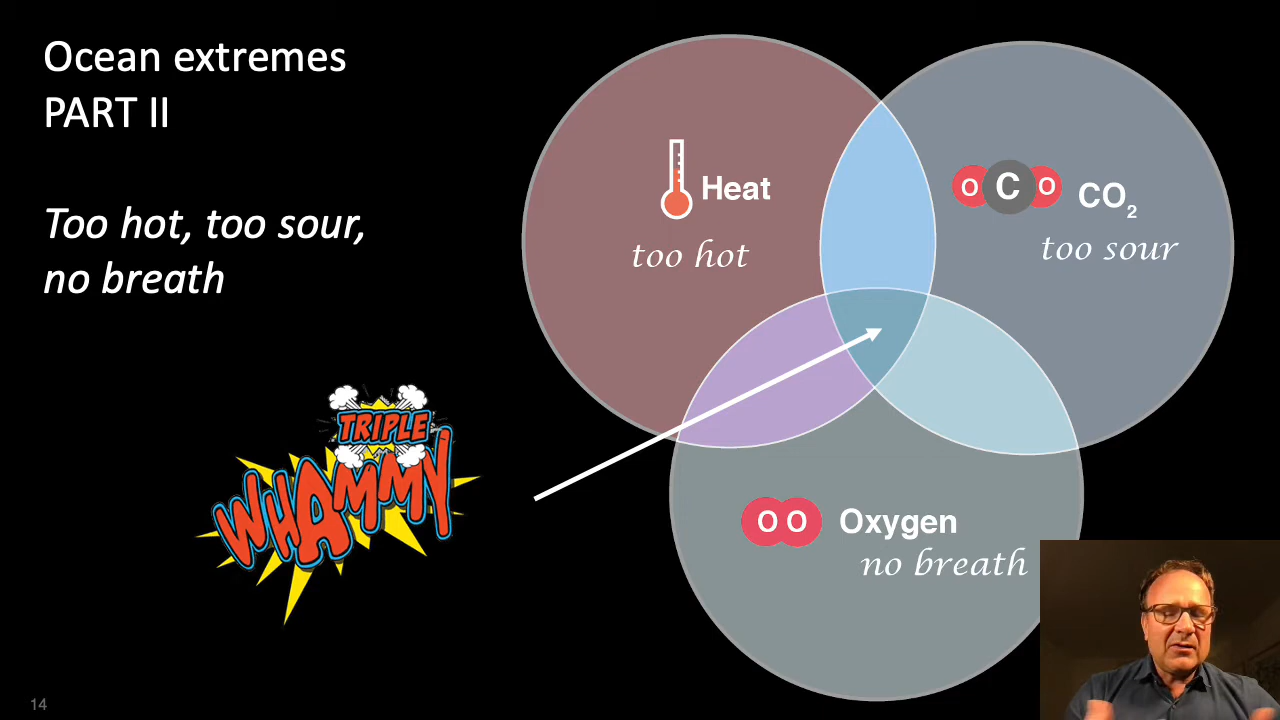 Ocean extremes
PART II
Too hot, too sour,
no breath
TRIPLE
WHAMMY
Heat
too hot
O C O
CO₂
too sour
O O
Oxygen
no breath
14